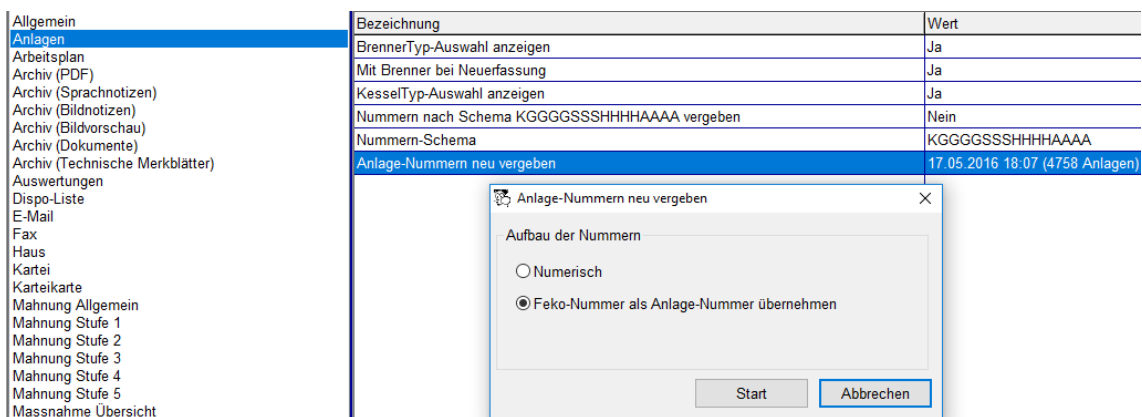 Allgemein
Anlagen
Arbeitsplan
Archiv (PDF)
Archiv (Sprachnotizen)
Archiv (Bildnotizen)
Archiv (Bildvorschau)
Archiv (Dokumente)
Archiv (Technische Merkblätter)
Auswertungen
Dispo-Liste
E-Mail
Fax
Haus
Kartei
Karteikarte
Mahnung Allgemein
Mahnung Stufe 1
Mahnung Stufe 2
Mahnung Stufe 3
Mahnung Stufe 4
Mahnung Stufe 5
Massnahme Übersicht
Bezeichnung Wert
BrennerTyp-Auswahl anzeigen Ja
Mit Brenner bei Neuerfassung Ja
KesselTyp-Auswahl anzeigen Ja
Nummern nach Schema KGGGGSSSHHHHAAAA vergeben Nein
Nummern-Schema KGGGGSSSHHHHAAAA
Anlage-Nummern neu vergeben 17.05.2016 18:07 (4758 Anlagen)
Anlage-Nummern neu vergeben
Aufbau der Nummern
Numerisch
Feko-Nummer als Anlage-Nummer übernehmen
Start Abbrechen